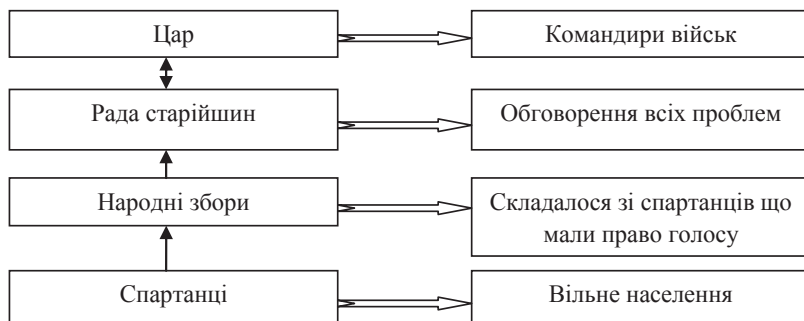 Цар
Командири військ
Рада старійшин
Обговорення всіх проблем
Народні збори
Складалося зі спартанців що
мали право голосу
Спартанці
Вільне населення